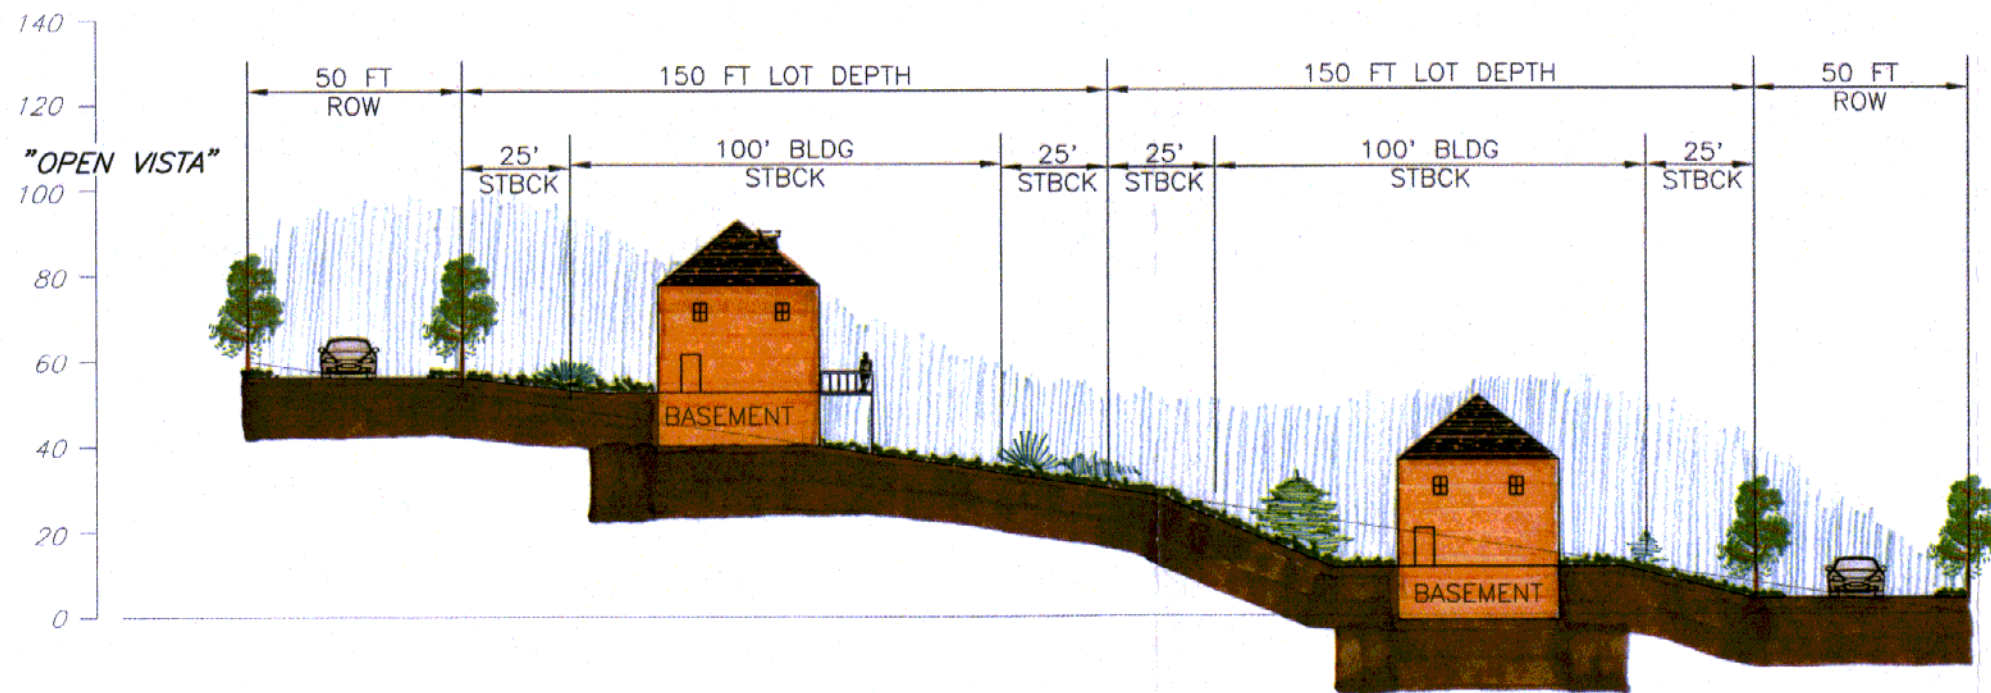 140
120
100
80
60
40
20
0
"OPEN VISTA"
50 FT
ROW
150 FT LOT DEPTH
150 FT LOT DEPTH
50 FT
ROW
25'
STBCK
100' BLDG
STBCK
25'
STBCK
25'
STBCK
100' BLDG
STBCK
25'
STBCK
BASEMENT
BASEMENT